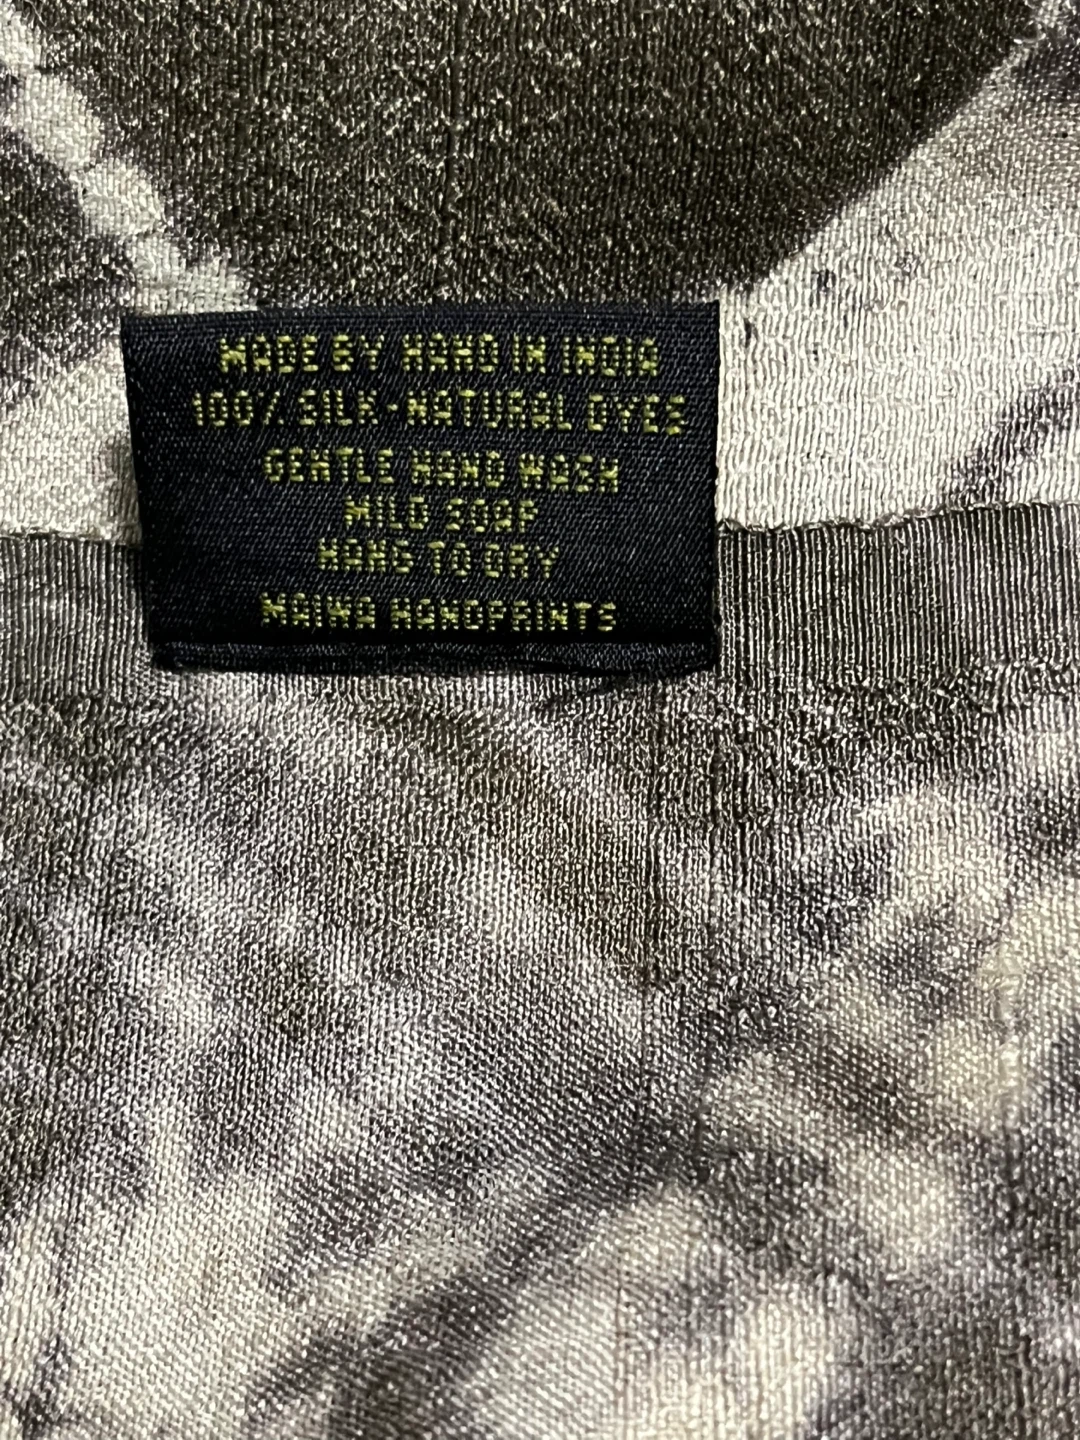 MADE BY HAND IN INDIA
100% SILK·NATURAL DYES
GENTLE HAND WASH
MILD SOAP
HANG TO DRY
MAIWA HANDPRINTS